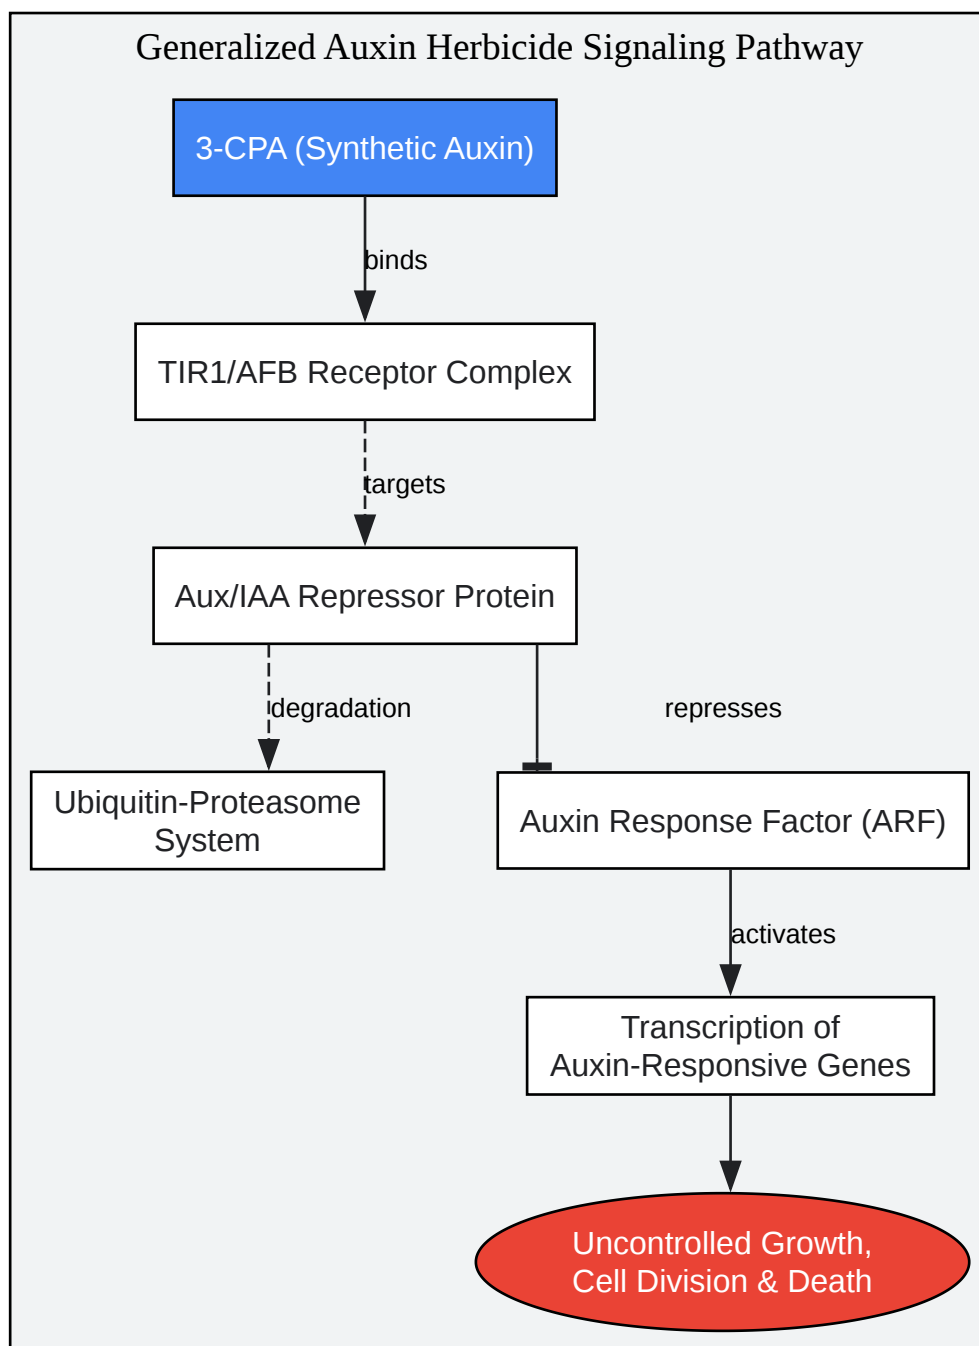 Generalized Auxin Herbicide Signaling Pathway
3-CPA (Synthetic Auxin)
binds
TIR1/AFB Receptor Complex
targets
Aux/IAA Repressor Protein
degradation
represses
Ubiquitin-Proteasome
System
Auxin Response Factor (ARF)
activates
Transcription of
Auxin-Responsive Genes
Uncontrolled Growth,
Cell Division & Death